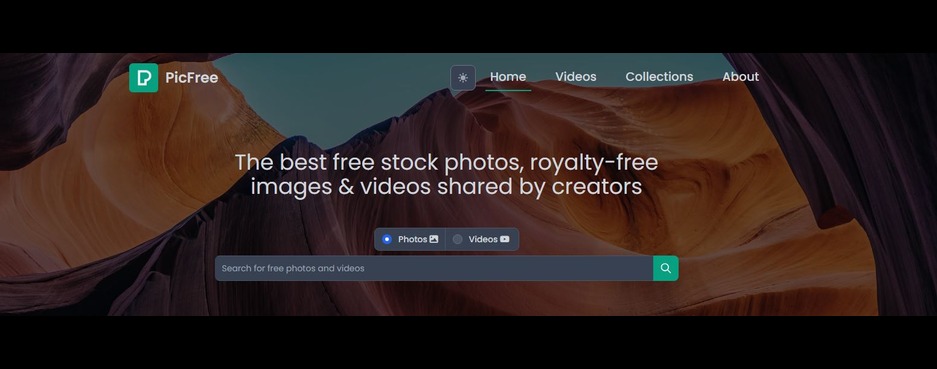 PicFree
Home Videos Collections About
The best free stock photos, royalty-free
images & videos shared by creators
Photos Videos
Search for free photos and videos